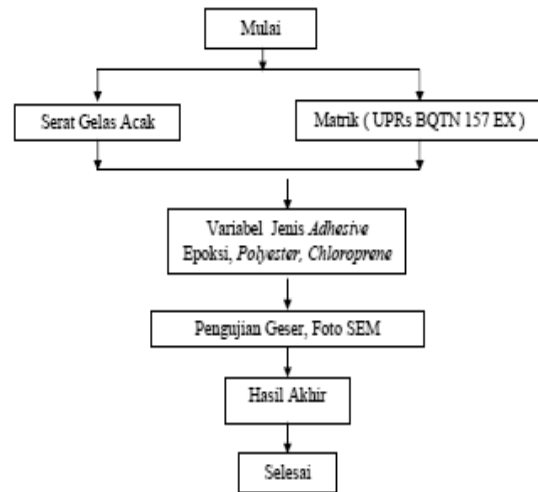 Mulai
Serat Gelas Acak
Matrik ( UPRs BQTN 157 EX )
Variabel Jenis Adhesive
Epoksi, Polyester, Chloroprene
Pengujian Geser, Foto SEM
Hasil Akhir
Selesai